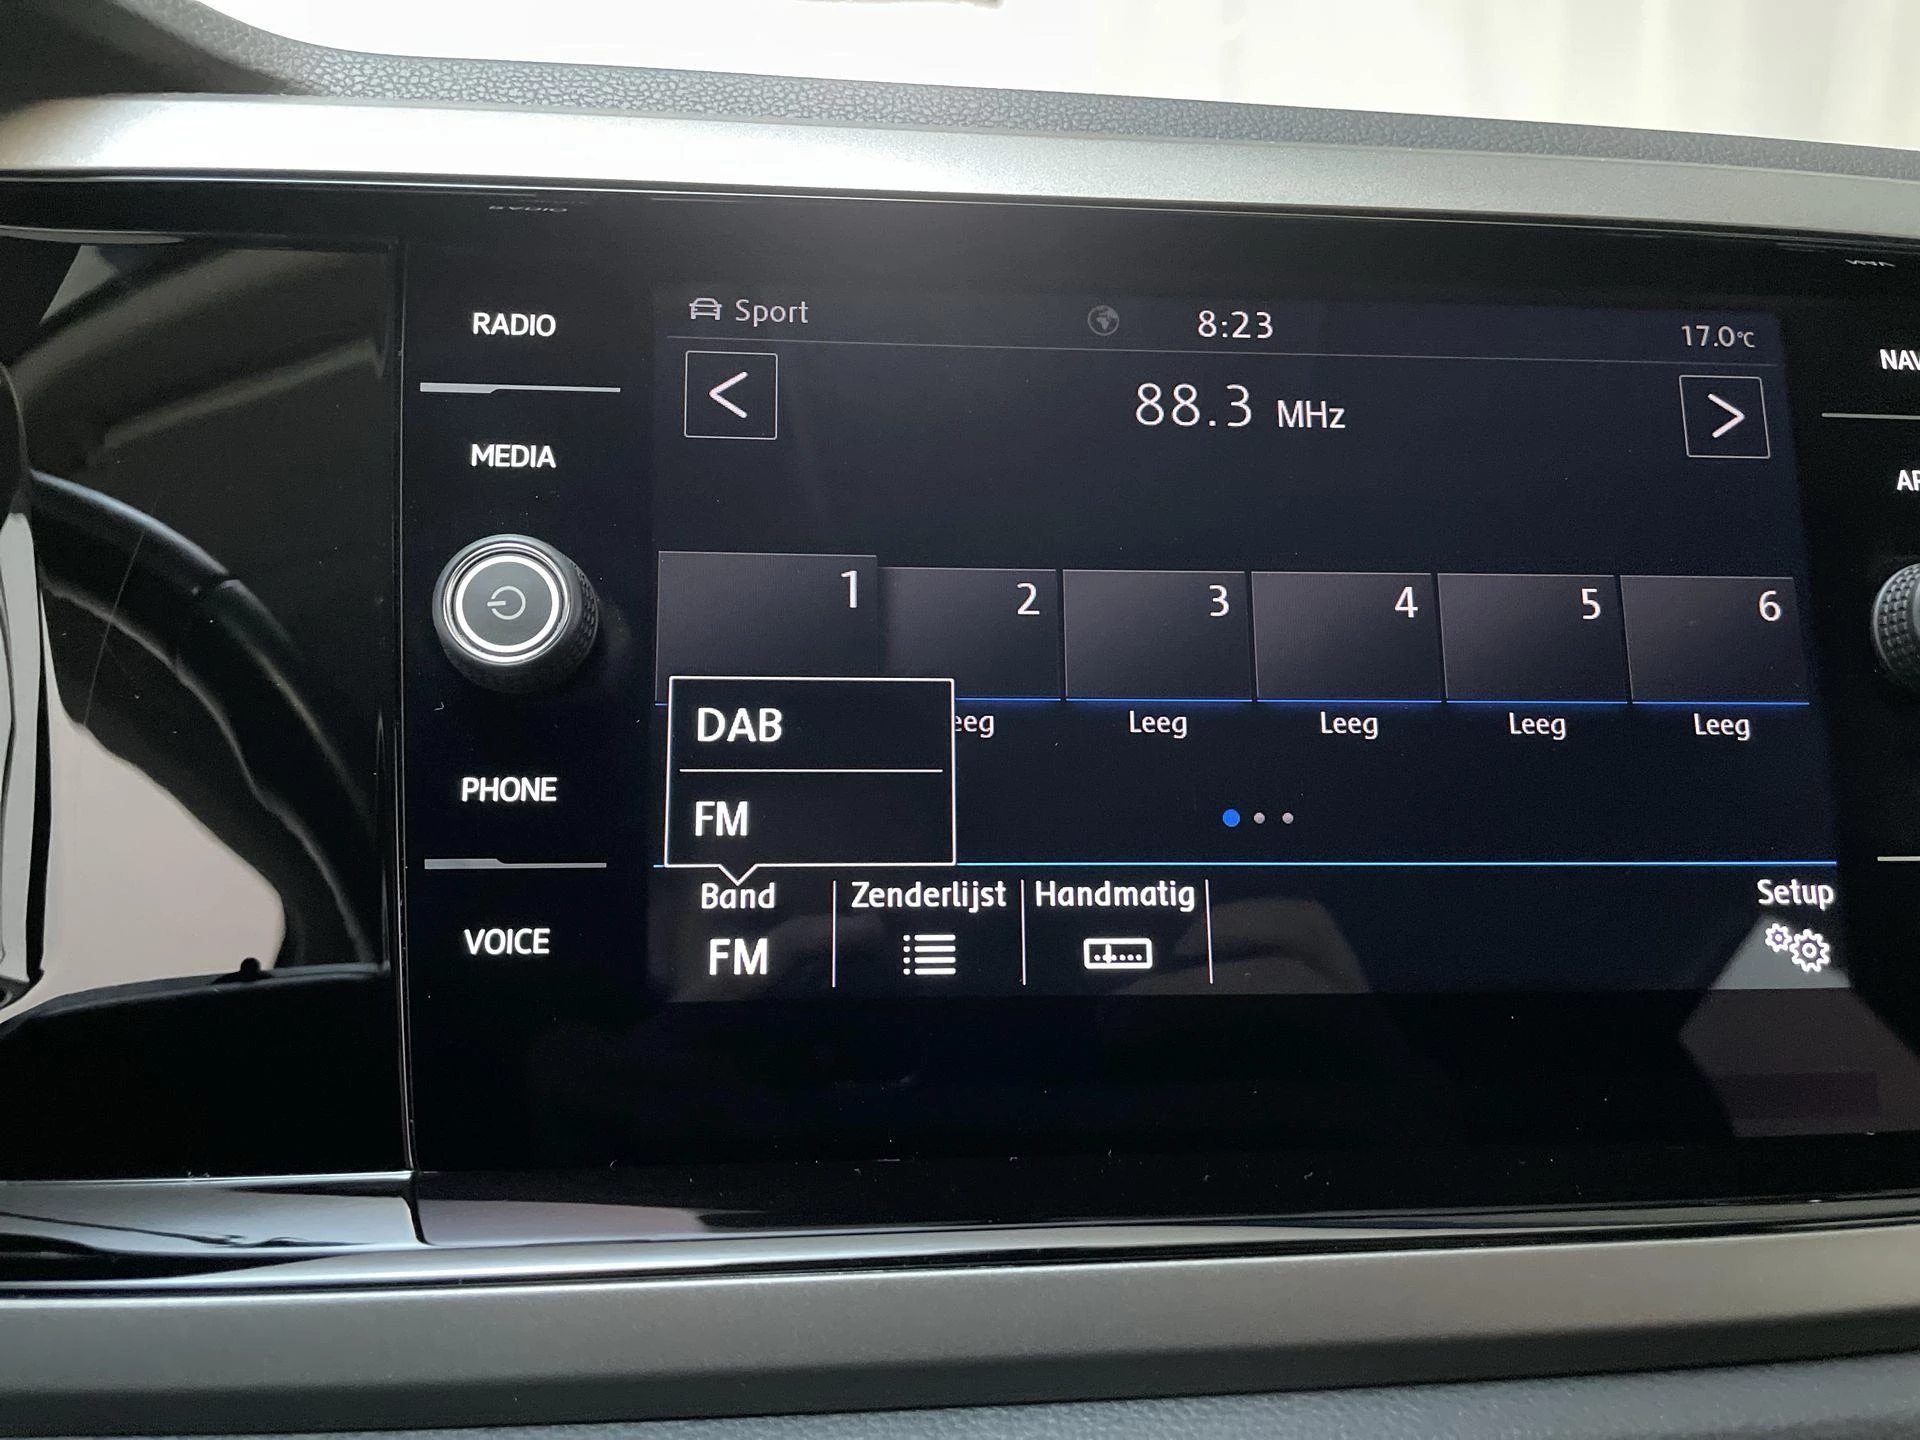 RADIO
MEDIA
PHONE
VOICE
Sport
8:23
17.0°C
88.3 MHz
1 2 3 4 5 6
Leeg Leeg Leeg Leeg
DAB
FM
Band
FM
Zenderlijst
Handmatig
Setup